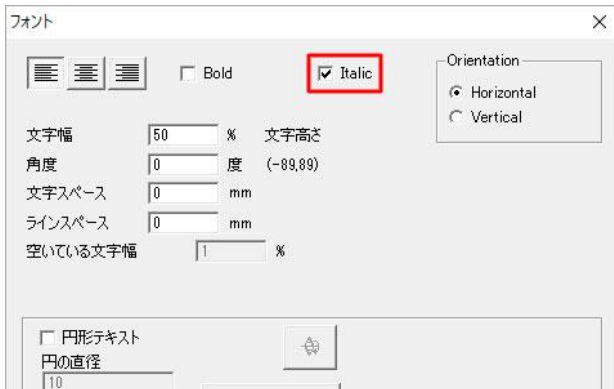 フォント
Bold
Italic
Orientation
Horizontal
Vertical
文字幅 50 % 文字高さ
角度 0 度 (-89,89)
文字スペース 0 mm
ラインスペース 0 mm
空いている文字幅 1 %
円形テキスト
円の直径
10